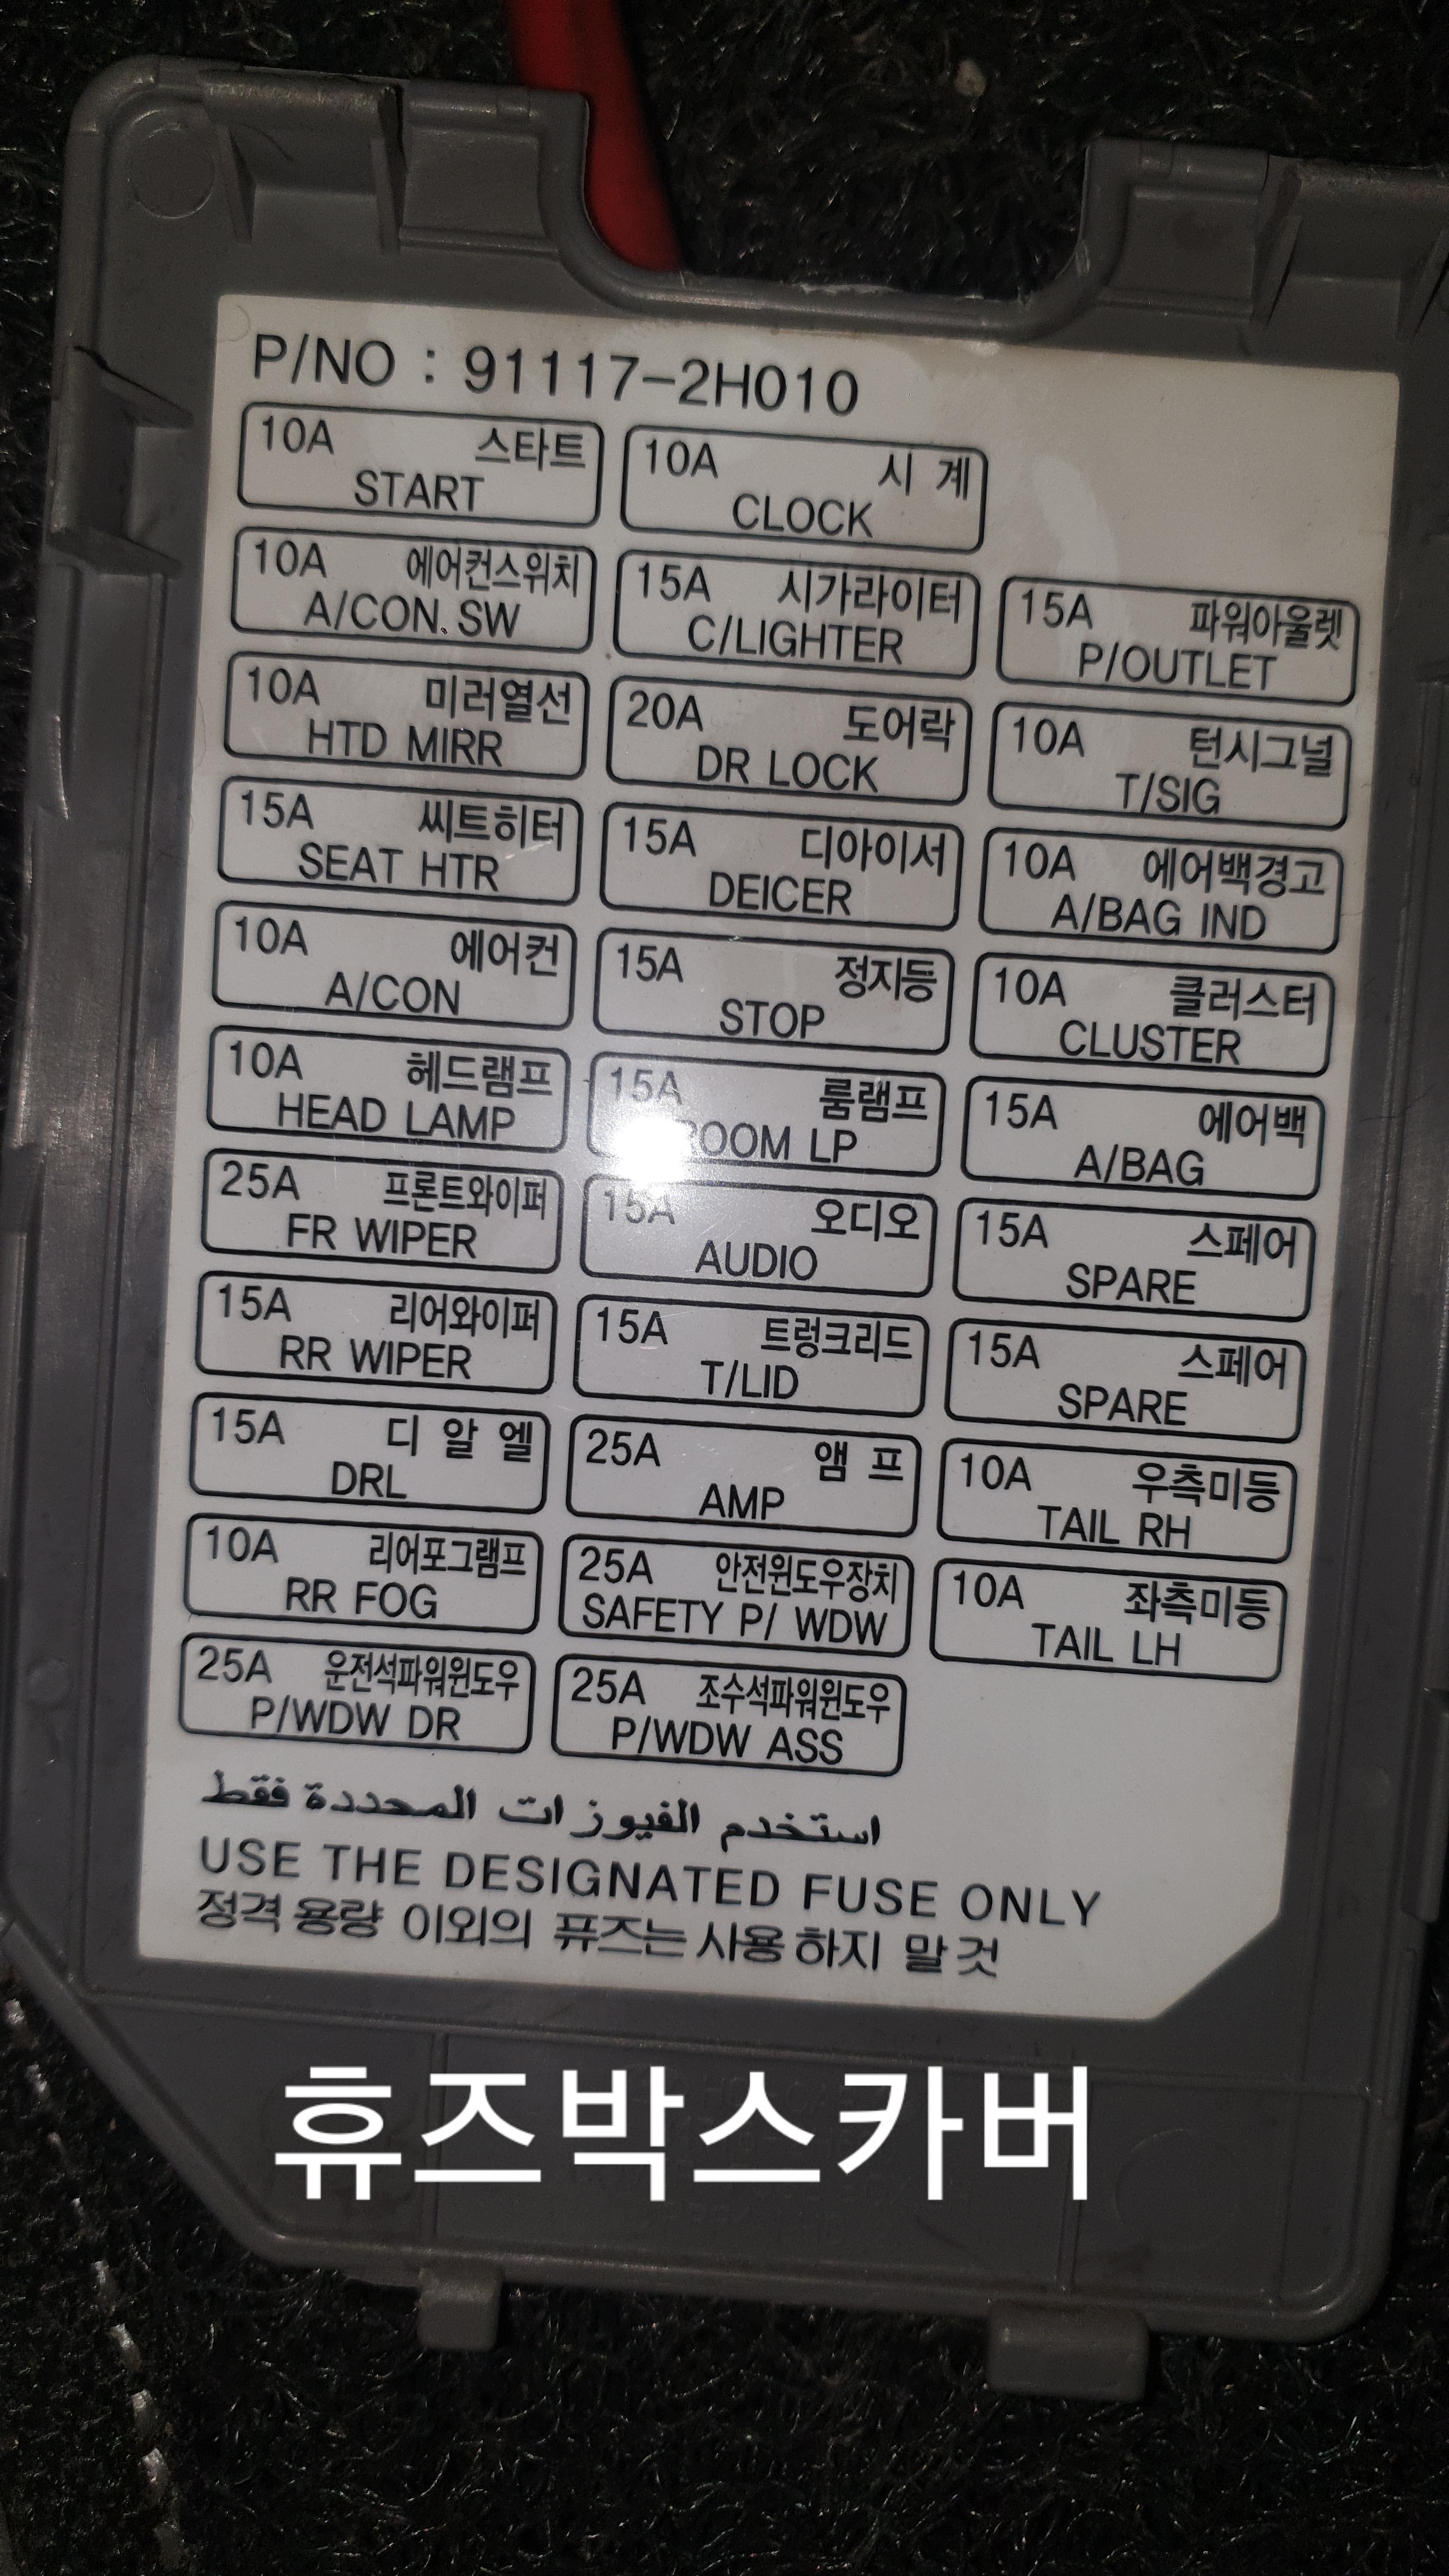 P/NO : 91117-2H010
10A 스타트
START
10A 시 계
CLOCK
10A 에어컨스위치
A/CON.SW
15A 시가라이터
C/LIGHTER
15A 파워아울렛
P/OUTLET
10A 미러열선
HTD MIRR
20A 도어락
DR LOCK
10A 턴시그널
T/SIG
15A 씨트히터
SEAT HTR
15A 디아이서
DEICER
10A 에어백경고
A/BAG IND
10A 에어컨
A/CON
15A 정지등
STOP
10A 클러스터
CLUSTER
10A 헤드램프
HEAD LAMP
15A 룸램프
ROOM LP
15A 에어백
A/BAG
25A 프론트와이퍼
FR WIPER
15A 오디오
AUDIO
15A 스페어
SPARE
15A 리어와이퍼
RR WIPER
15A 트렁크리드
T/LID
15A 스페어
SPARE
15A 디 알 엘
DRL
25A 앰 프
AMP
10A 우측미등
TAIL RH
10A 리어포그램프
RR FOG
25A 안전윈도우장치
SAFETY P/ WDW
10A 좌측미등
TAIL LH
25A 운전석파워윈도우
P/WDW DR
25A 조수석파워윈도우
P/WDW ASS
استخدم الفيوزات المحددة فقط
USE THE DESIGNATED FUSE ONLY
정격 용량 이외의 퓨즈는 사용 하지 말 것
휴즈박스카버